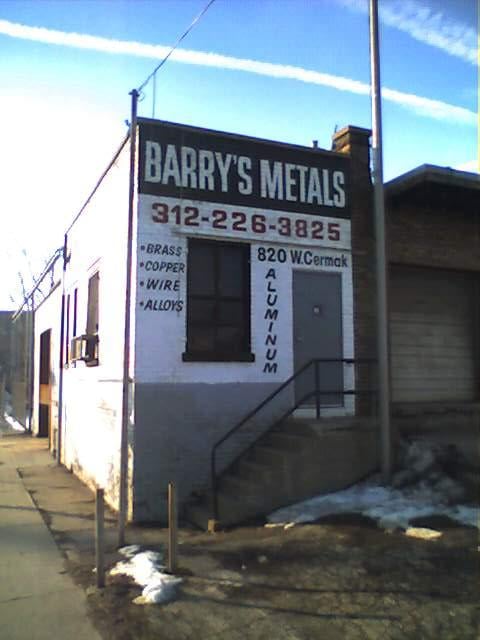 BARRY'S METALS
312-226-3825
820 W.Cermak
•BRASS
•COPPER
•WIRE
•ALLOYS
ALUMINUM